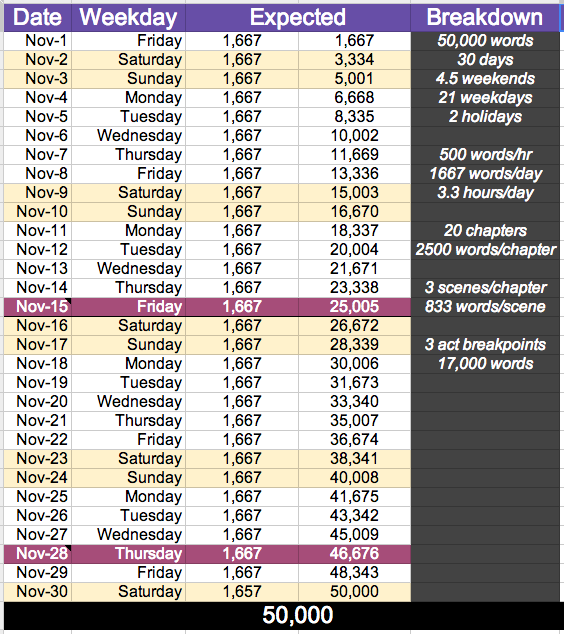 Date Weekday Expected Breakdown
Nov-1 Friday 1,667 1,667 50,000 words
Nov-2 Saturday 1,667 3,334 30 days
Nov-3 Sunday 1,667 5,001 4.5 weekends
Nov-4 Monday 1,667 6,668 21 weekdays
Nov-5 Tuesday 1,667 8,335 2 holidays
Nov-6 Wednesday 1,667 10,002
Nov-7 Thursday 1,667 11,669 500 words/hr
Nov-8 Friday 1,667 13,336 1667 words/day
Nov-9 Saturday 1,667 15,003 3.3 hours/day
Nov-10 Sunday 1,667 16,670
Nov-11 Monday 1,667 18,337 20 chapters
Nov-12 Tuesday 1,667 20,004 2500 words/chapter
Nov-13 Wednesday 1,667 21,671
Nov-14 Thursday 1,667 23,338 3 scenes/chapter
Nov-15 Friday 1,667 25,005 833 words/scene
Nov-16 Saturday 1,667 26,672
Nov-17 Sunday 1,667 28,339 3 act breakpoints
Nov-18 Monday 1,667 30,006 17,000 words
Nov-19 Tuesday 1,667 31,673
Nov-20 Wednesday 1,667 33,340
Nov-21 Thursday 1,667 35,007
Nov-22 Friday 1,667 36,674
Nov-23 Saturday 1,667 38,341
Nov-24 Sunday 1,667 40,008
Nov-25 Monday 1,667 41,675
Nov-26 Tuesday 1,667 43,342
Nov-27 Wednesday 1,667 45,009
Nov-28 Thursday 1,667 46,676
Nov-29 Friday 1,667 48,343
Nov-30 Saturday 1,657 50,000
50,000